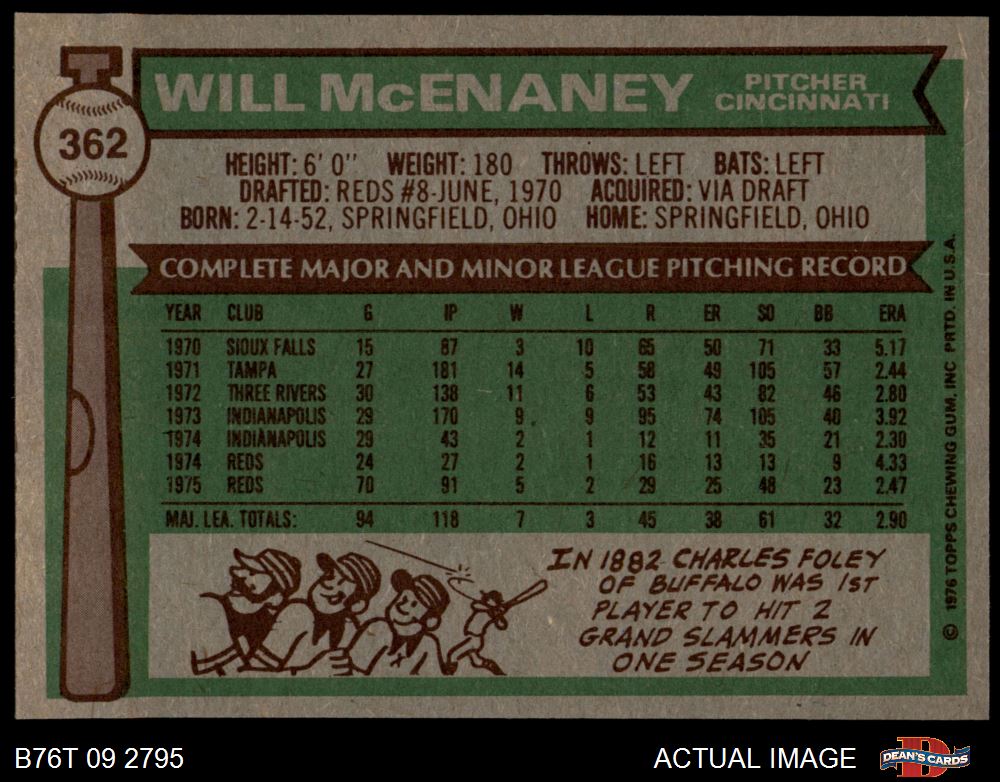 362
WILL McENANEY
PITCHER
CINCINNATI
HEIGHT: 6' 0" WEIGHT: 180 THROWS: LEFT BATS: LEFT
DRAFTED: REDS #8-JUNE, 1970 ACQUIRED: VIA DRAFT
BORN: 2-14-52, SPRINGFIELD, OHIO HOME: SPRINGFIELD, OHIO
COMPLETE MAJOR AND MINOR LEAGUE PITCHING RECORD
YEAR CLUB G IP W L R ER SO BB ERA
1970 SIOUX FALLS 15 87 3 10 65 50 71 33 5.17
1971 TAMPA 27 181 14 5 58 49 105 57 2.44
1972 THREE RIVERS 30 138 11 6 53 43 82 46 2.80
1973 INDIANAPOLIS 29 170 9 9 95 74 105 40 3.92
1974 INDIANAPOLIS 29 43 2 1 12 11 35 21 2.30
1974 REDS 24 27 2 1 16 13 13 9 4.33
1975 REDS 70 91 5 2 29 25 48 23 2.47
MAJ. LEA. TOTALS: 94 118 7 3 45 38 61 32 2.90
IN 1882 CHARLES FOLEY
OF BUFFALO WAS 1ST
PLAYER TO HIT 2
GRAND SLAMMERS IN
ONE SEASON
© 1976 TOPPS CHEWING GUM, INC PRTD. IN U.S.A.
B76T 09 2795
ACTUAL IMAGE
D
DEAN'S CARDS